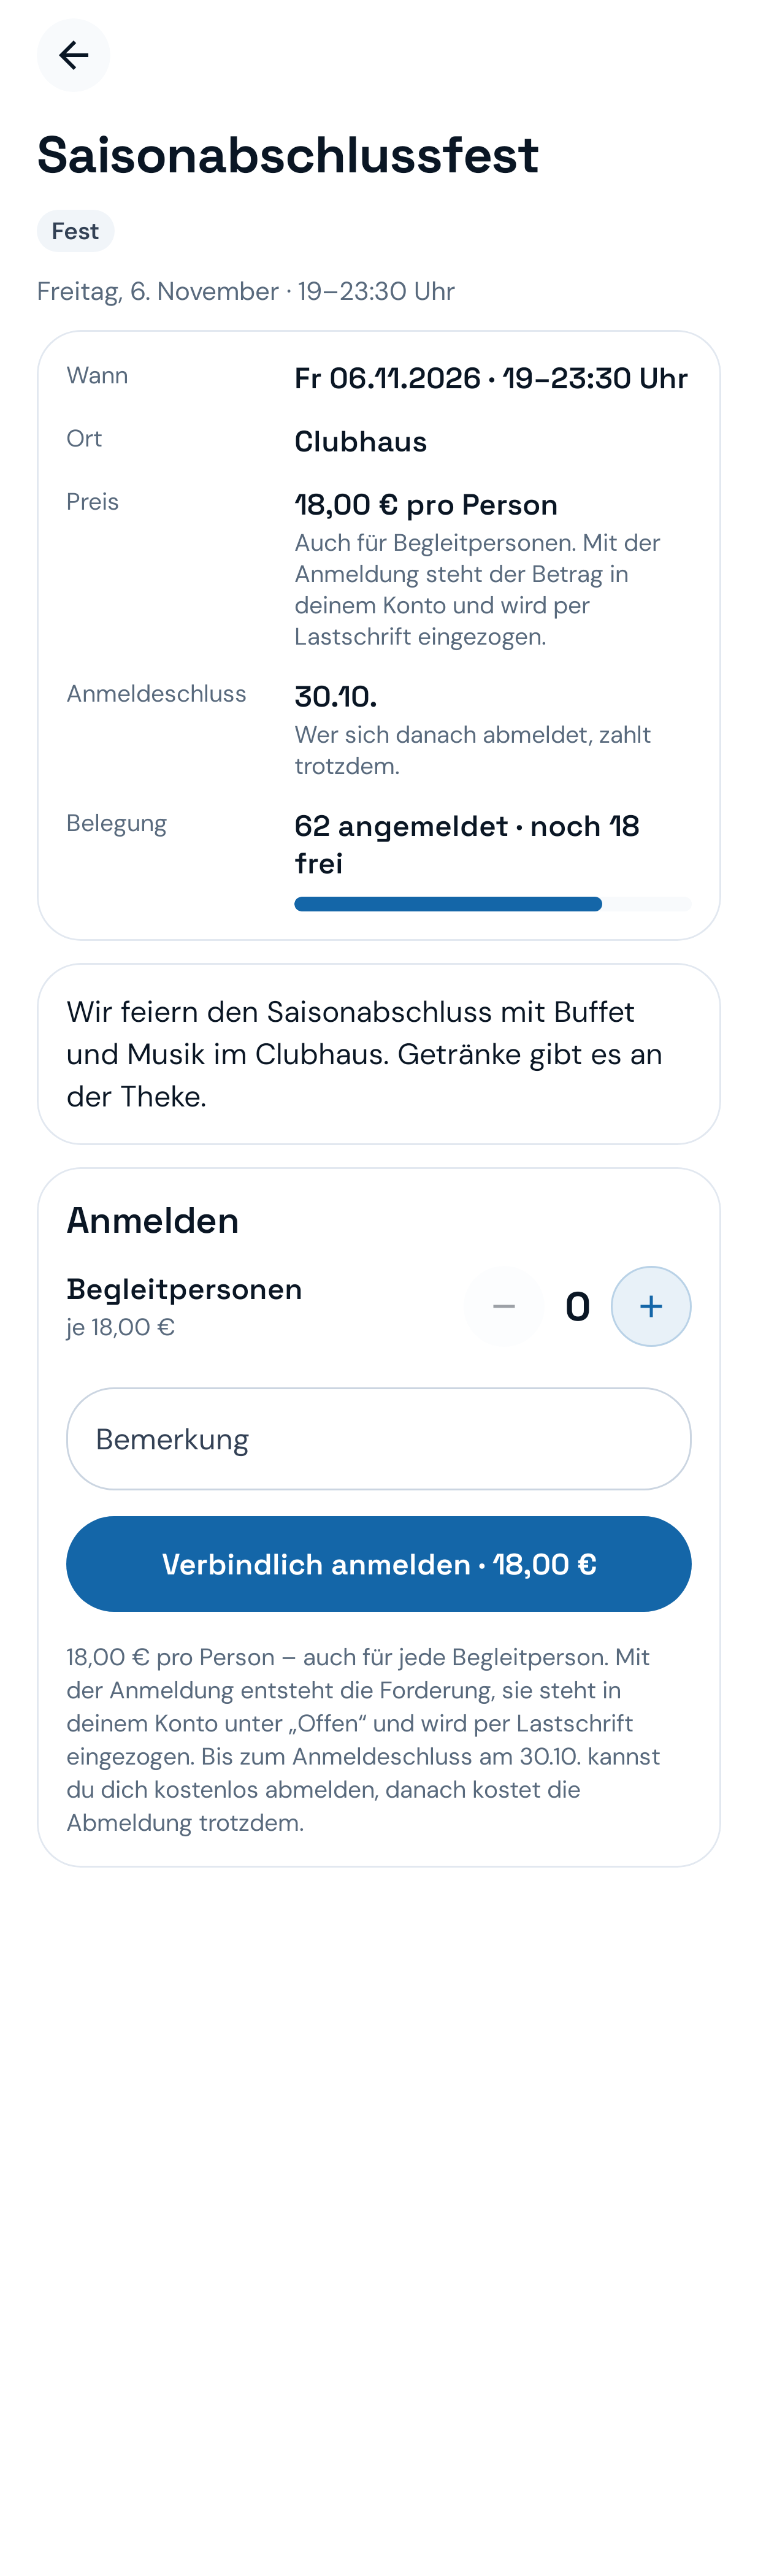 Saisonabschlussfest
Fest
Freitag, 6. November · 19–23:30 Uhr
Wann
Fr 06.11.2026 · 19–23:30 Uhr
Ort
Clubhaus
Preis
18,00 € pro Person
Auch für Begleitpersonen. Mit der
Anmeldung steht der Betrag in
deinem Konto und wird per
Lastschrift eingezogen.
Anmeldeschluss
30.10.
Wer sich danach abmeldet, zahlt
trotzdem.
Belegung
62 angemeldet · noch 18
frei
Wir feiern den Saisonabschluss mit Buffet
und Musik im Clubhaus. Getränke gibt es an
der Theke.
Anmelden
Begleitpersonen
je 18,00 €
− 0 +
Bemerkung
Verbindlich anmelden · 18,00 €
18,00 € pro Person – auch für jede Begleitperson. Mit
der Anmeldung entsteht die Forderung, sie steht in
deinem Konto unter „Offen“ und wird per Lastschrift
eingezogen. Bis zum Anmeldeschluss am 30.10. kannst
du dich kostenlos abmelden, danach kostet die
Abmeldung trotzdem.